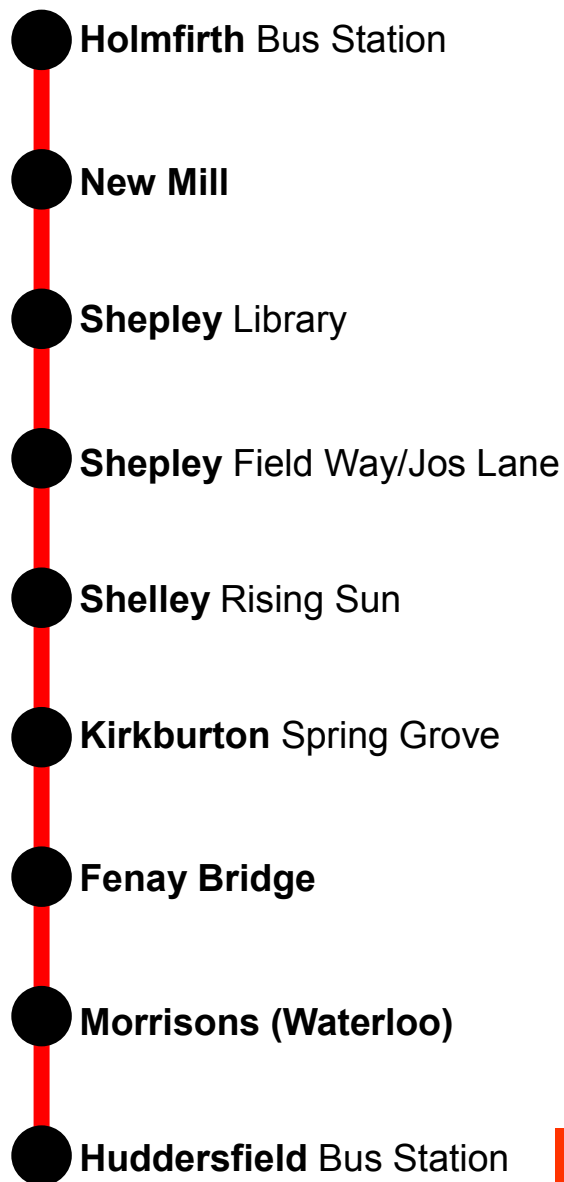 Holmfirth Bus Station
New Mill
Shepley Library
Shepley Field Way/Jos Lane
Shelley Rising Sun
Kirkburton Spring Grove
Fenay Bridge
Morrisons (Waterloo)
Huddersfield Bus Station